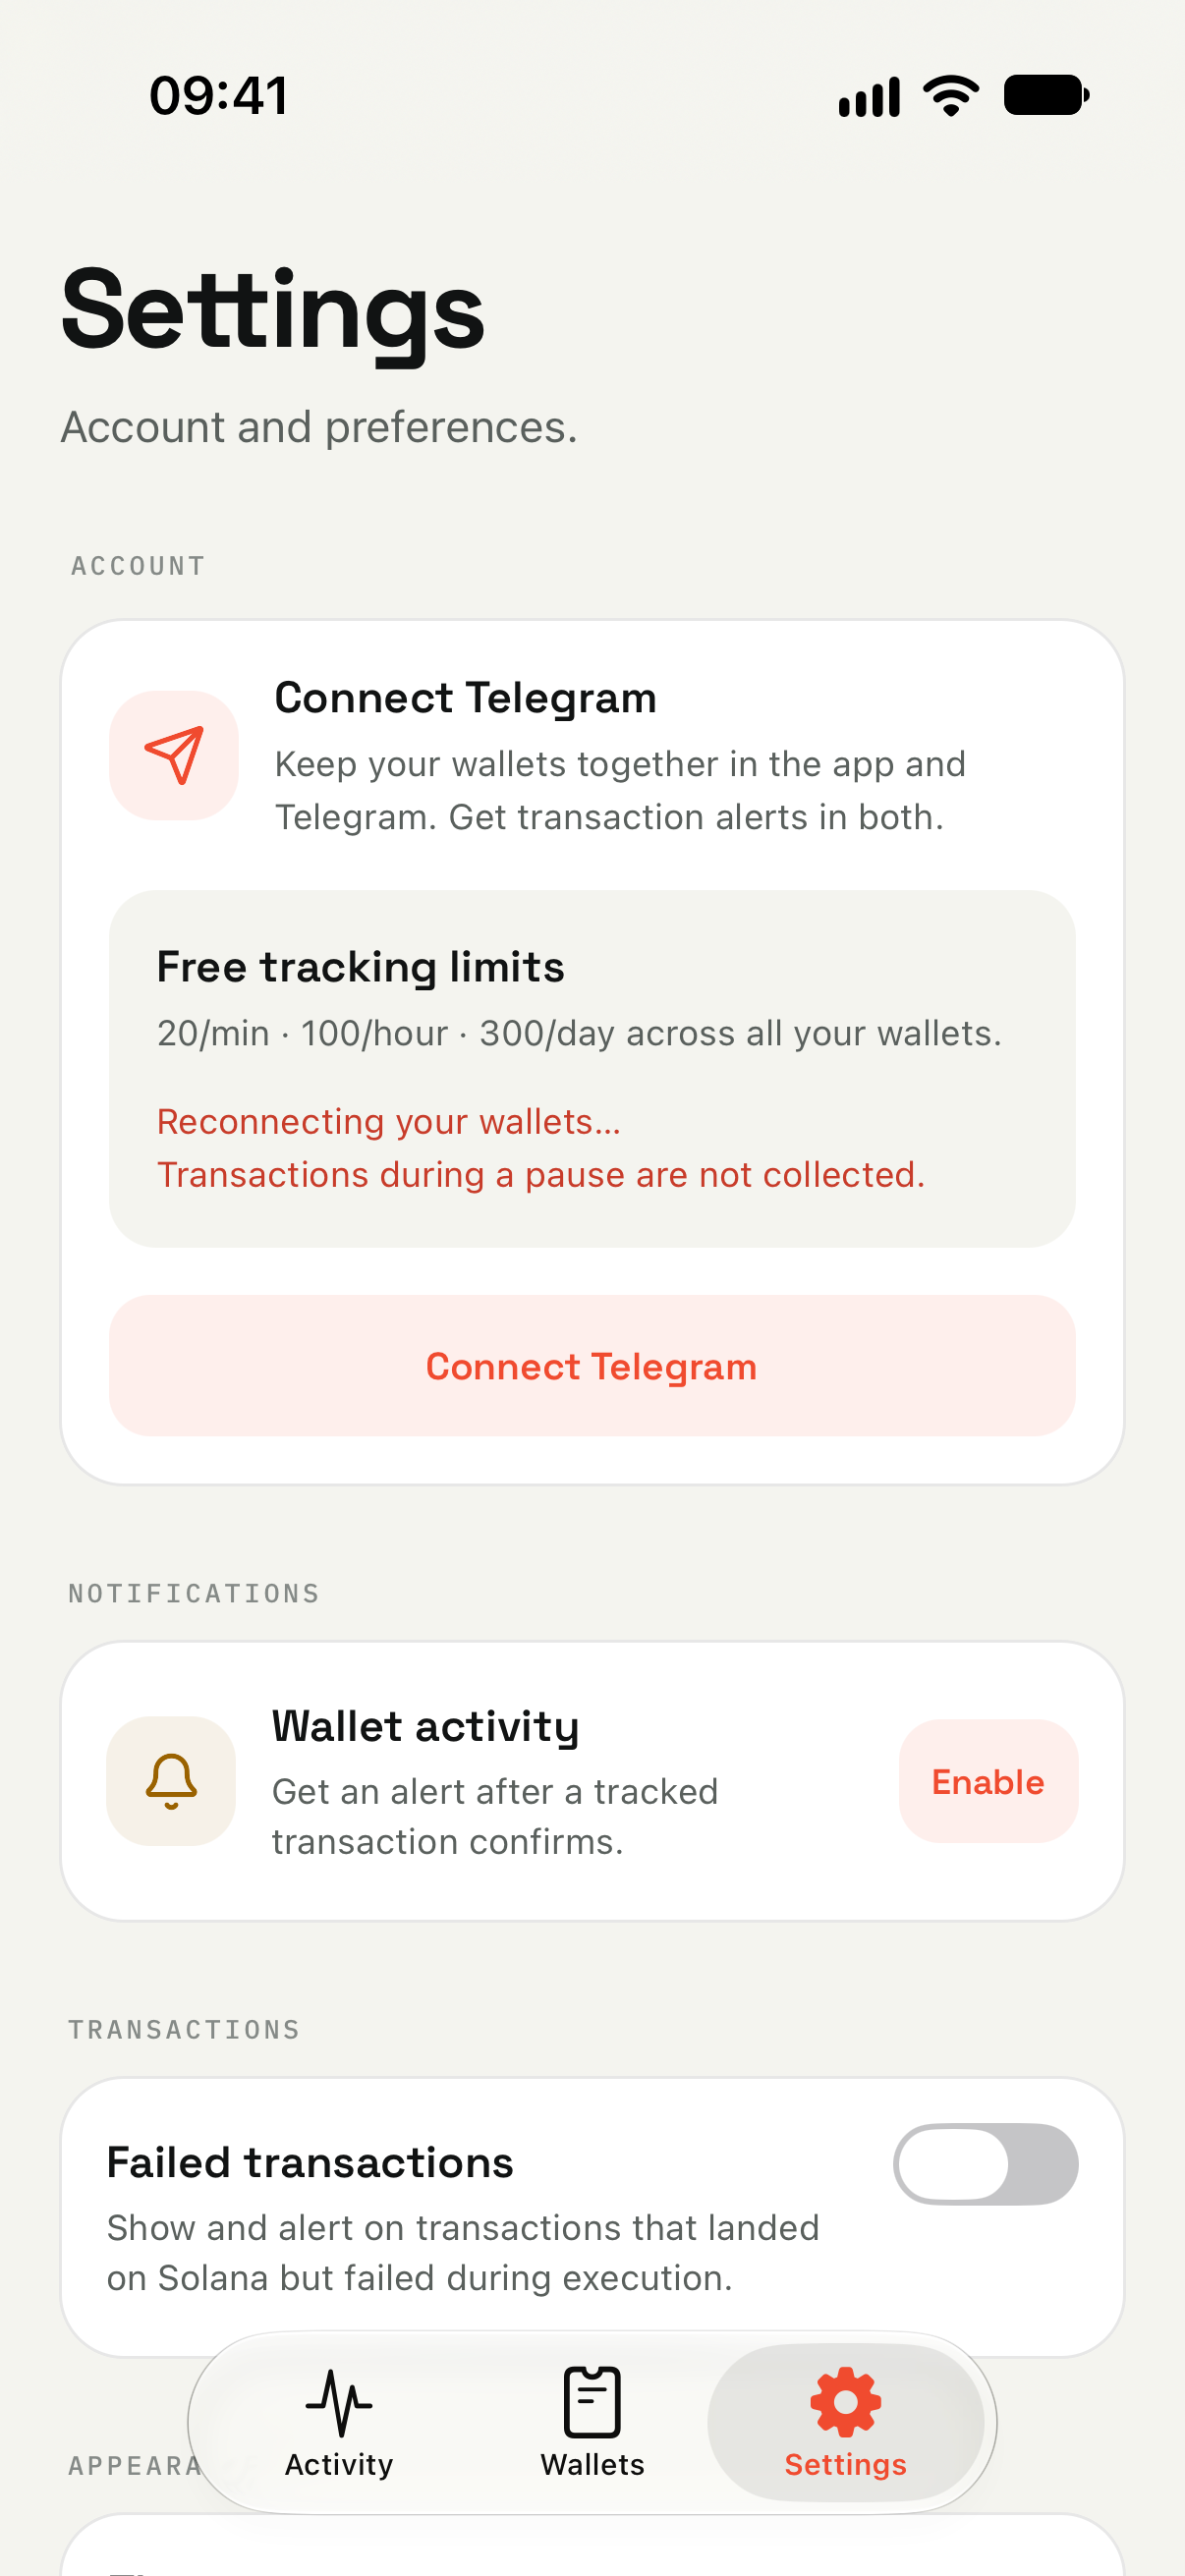 09:41
Settings
Account and preferences.
ACCOUNT
Connect Telegram
Keep your wallets together in the app and
Telegram. Get transaction alerts in both.
Free tracking limits
20/min · 100/hour · 300/day across all your wallets.
Reconnecting your wallets...
Transactions during a pause are not collected.
Connect Telegram
NOTIFICATIONS
Wallet activity
Get an alert after a tracked
transaction confirms.
Enable
TRANSACTIONS
Failed transactions
Show and alert on transactions that landed
on Solana but failed during execution.
Activity
Wallets
Settings